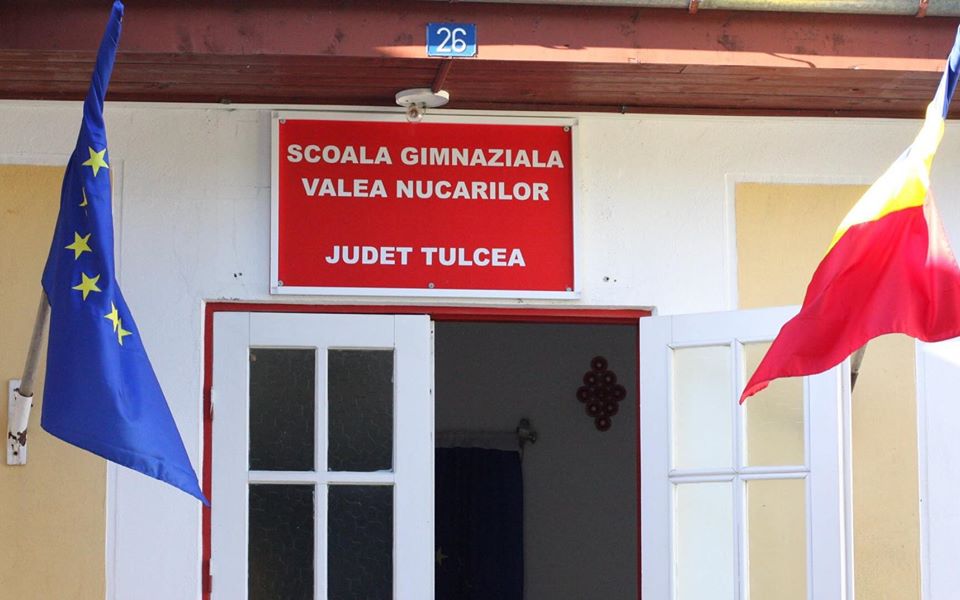 26
SCOALA GIMNAZIALA
VALEA NUCARILOR
JUDET TULCEA